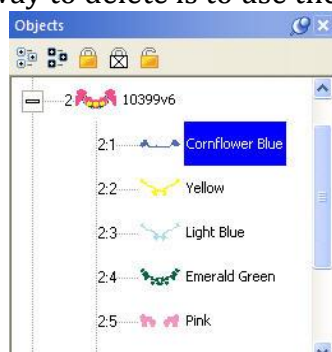 way to delete is to use the
Objects
2 10399v6
2:1 Cornflower Blue
2:2 Yellow
2:3 Light Blue
2:4 Emerald Green
2:5 Pink